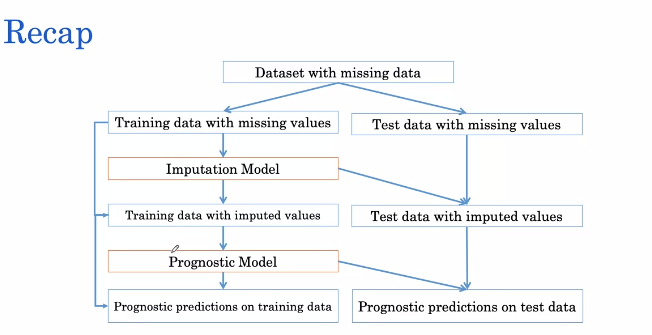 Recap
Dataset with missing data
Training data with missing values
Test data with missing values
Imputation Model
Training data with imputed values
Test data with imputed values
Prognostic Model
Prognostic predictions on training data
Prognostic predictions on test data